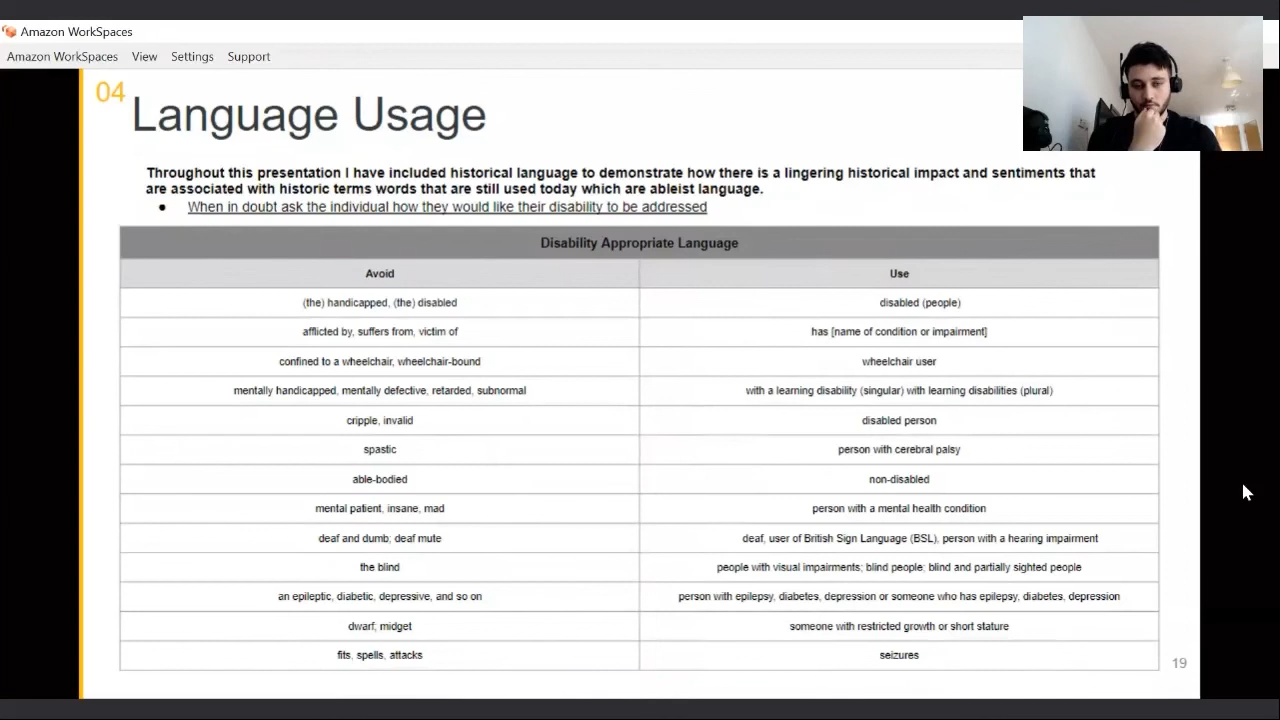 Amazon WorkSpaces
Amazon WorkSpaces View Settings Support
04
Language Usage
Throughout this presentation I have included historical language to demonstrate how there is a lingering historical impact and sentiments that
are associated with historic terms words that are still used today which are ableist language.
● When in doubt ask the individual how they would like their disability to be addressed
Disability Appropriate Language
Avoid Use
(the) handicapped, (the) disabled disabled (people)
afflicted by, suffers from, victim of has [name of condition or impairment]
confined to a wheelchair, wheelchair-bound wheelchair user
mentally handicapped, mentally defective, retarded, subnormal with a learning disability (singular) with learning disabilities (plural)
cripple, invalid disabled person
spastic person with cerebral palsy
able-bodied non-disabled
mental patient, insane, mad person with a mental health condition
deaf and dumb; deaf mute deaf, user of British Sign Language (BSL), person with a hearing impairment
the blind people with visual impairments; blind people; blind and partially sighted people
an epileptic, diabetic, depressive, and so on person with epilepsy, diabetes, depression or someone who has epilepsy, diabetes, depression
dwarf; midget someone with restricted growth or short stature
fits, spells, attacks seizures
19